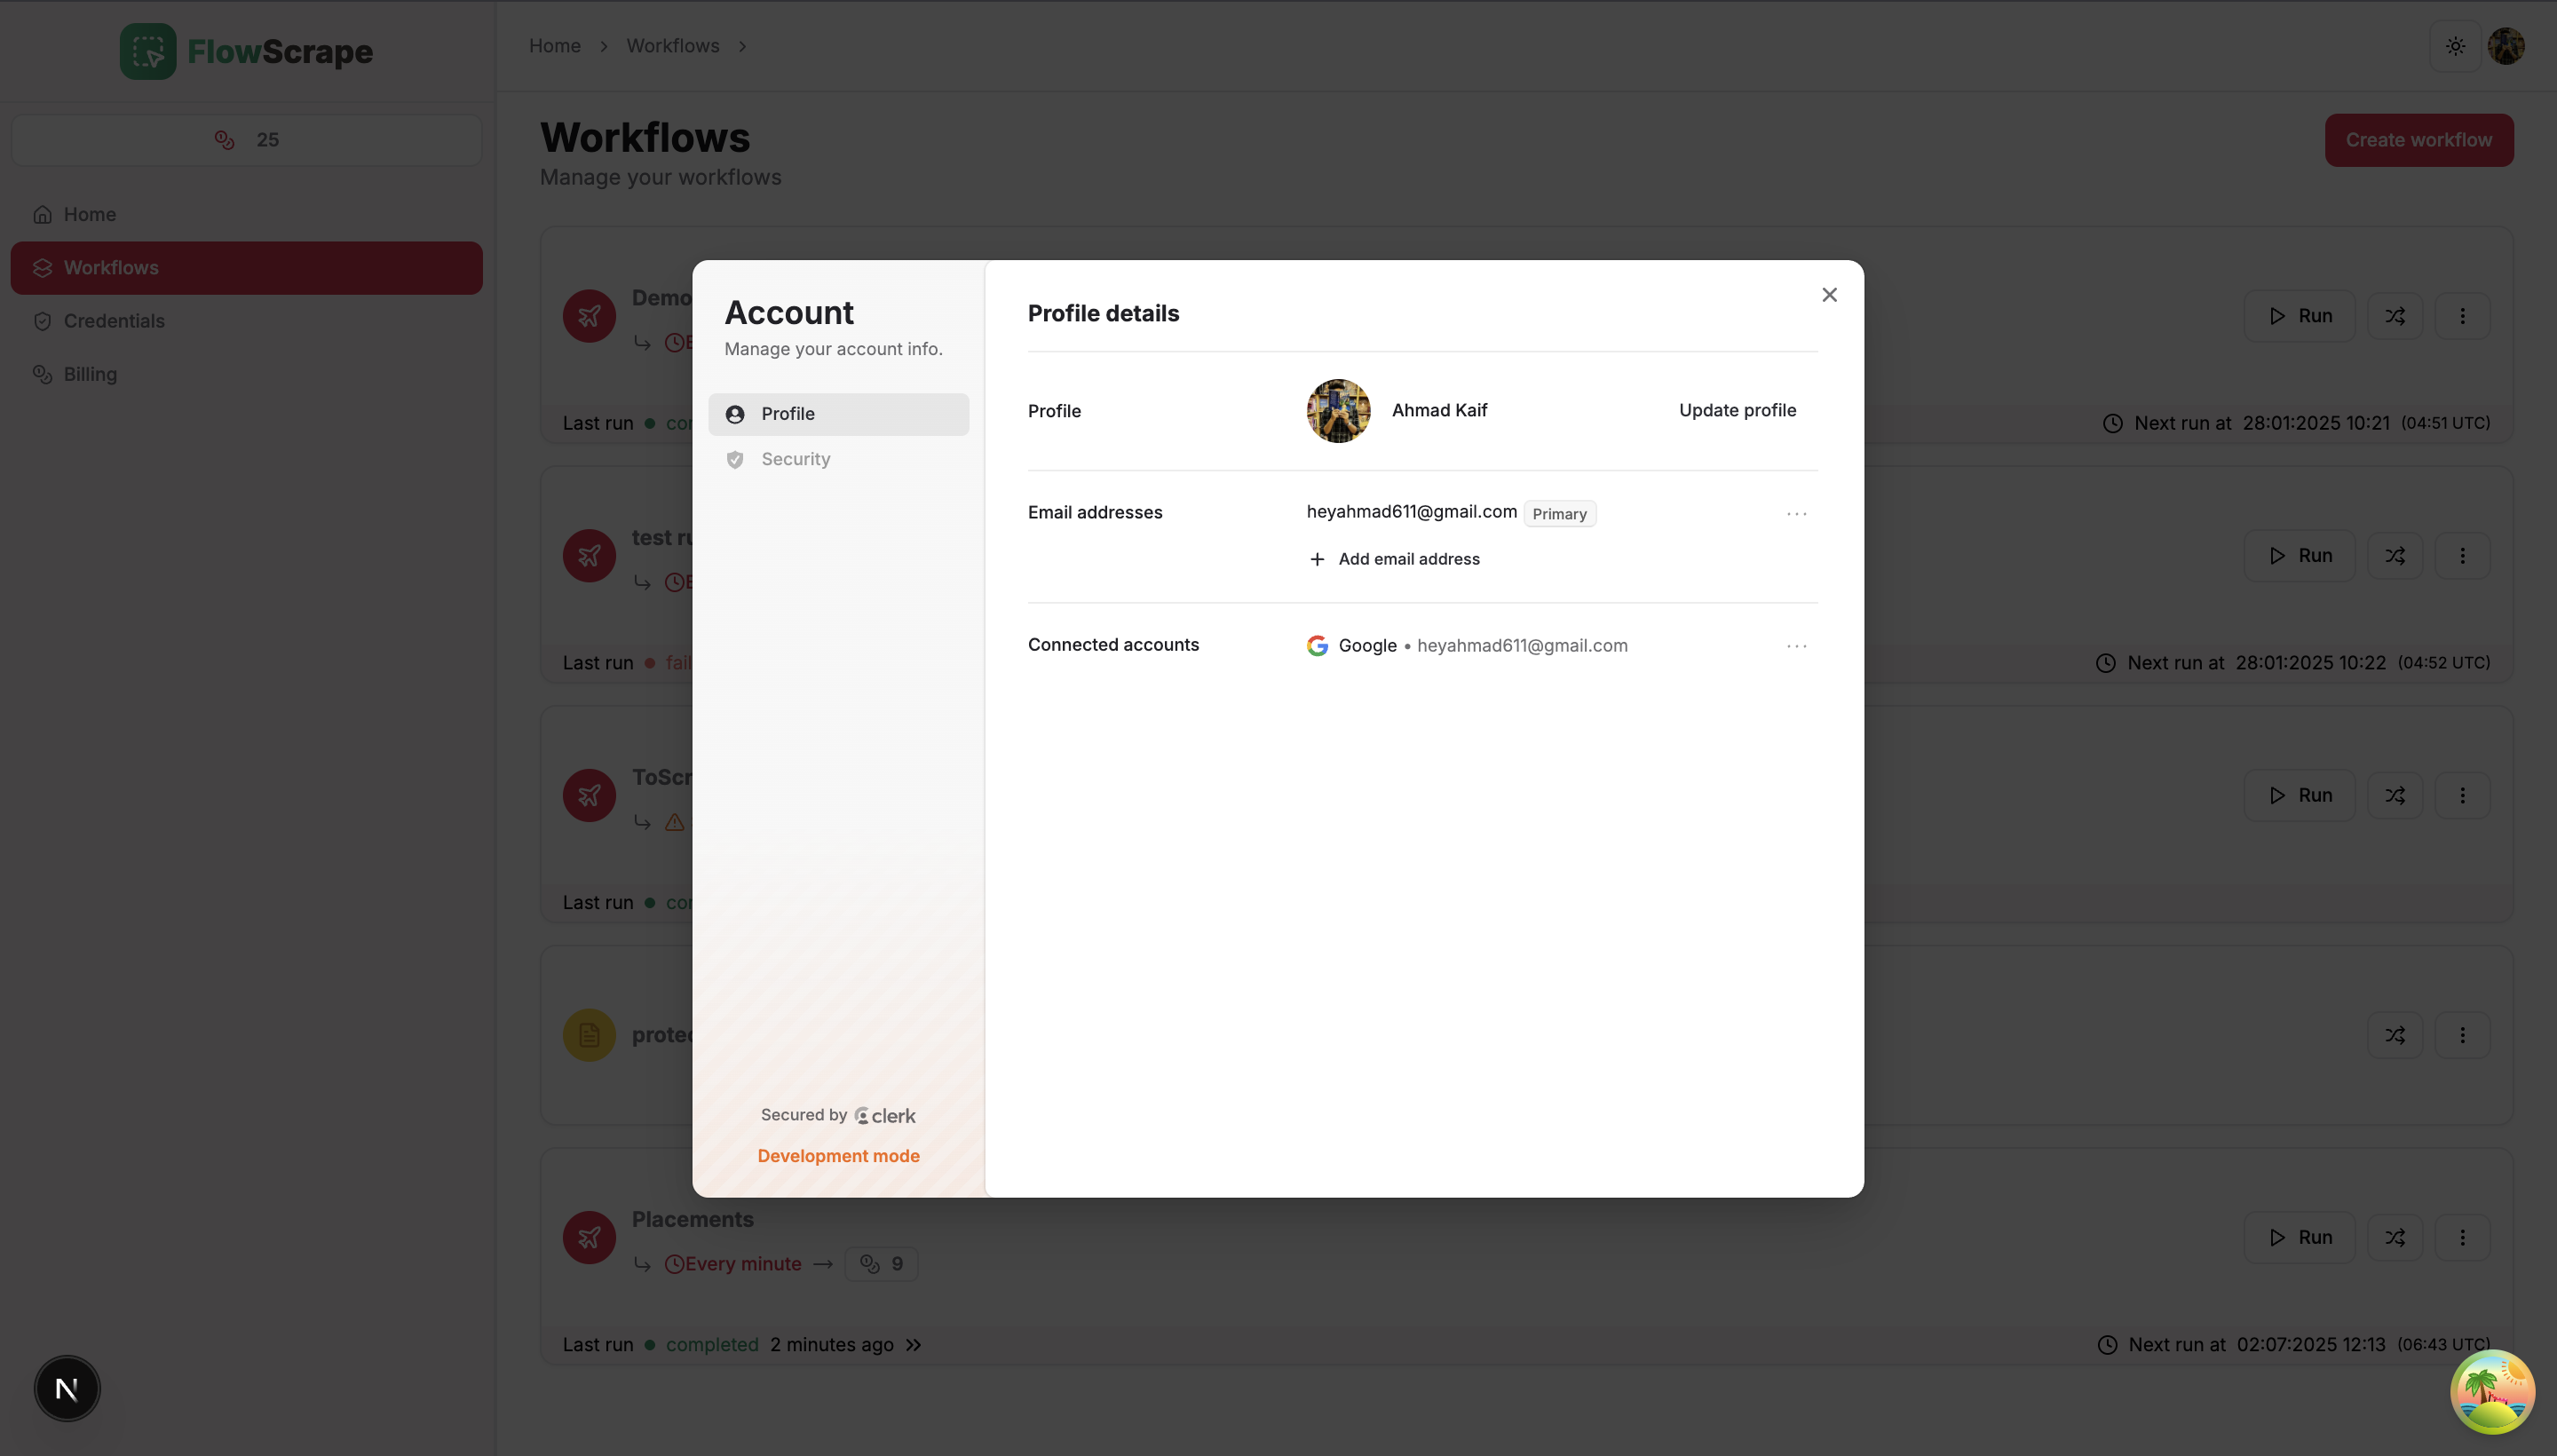 FlowScrape
25
Home
Workflows
Credentials
Billing
Home > Workflows >
Workflows
Manage your workflows
Create workflow
Demo
Run
Last run
Next run at 28:01:2025 10:21 (04:51 UTC)
test
Run
Last run
Next run at 28:01:2025 10:22 (04:52 UTC)
Run
Last run
Run
Placements
Every minute → 9
Last run completed 2 minutes ago
Next run at 02:07:2025 12:13 (06:43 UTC)
Account
Manage your account info.
Profile
Security
Secured by clerk
Development mode
Profile details
Profile
Ahmad Kaif
Update profile
Email addresses
heyahmad611@gmail.com Primary
Add email address
Connected accounts
Google • heyahmad611@gmail.com
N